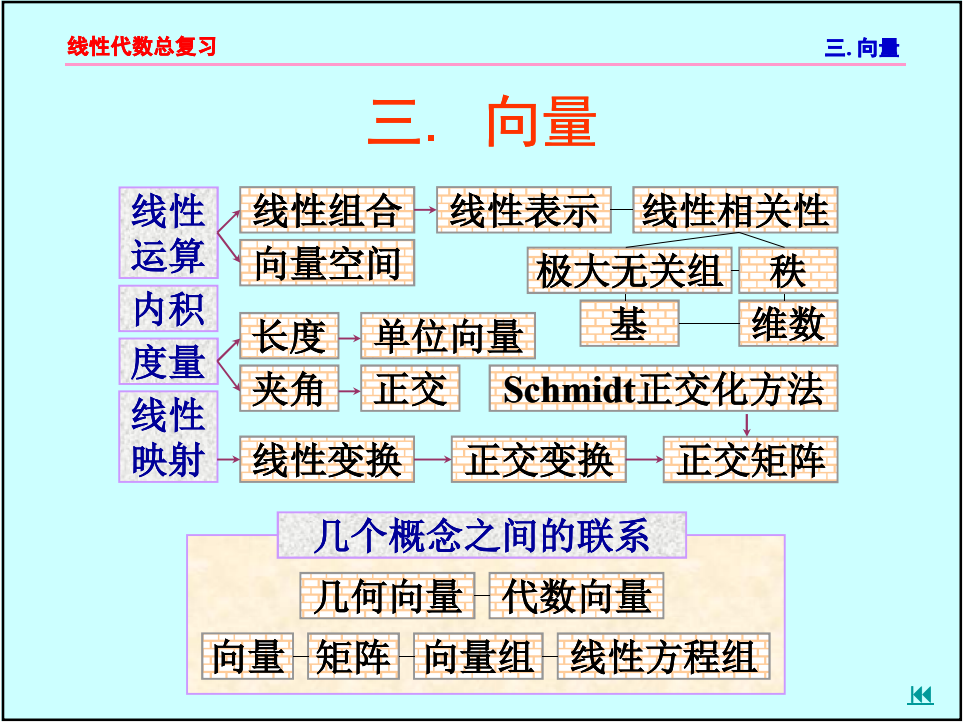 线性代数总复习
三.向量
三. 向量
线性运算
线性组合
线性表示
线性相关性
向量空间
极大无关组
秩
内积
基
维数
度量
长度
单位向量
夹角
正交
Schmidt正交化方法
线性映射
线性变换
正交变换
正交矩阵
几个概念之间的联系
几何向量
代数向量
向量
矩阵
向量组
线性方程组